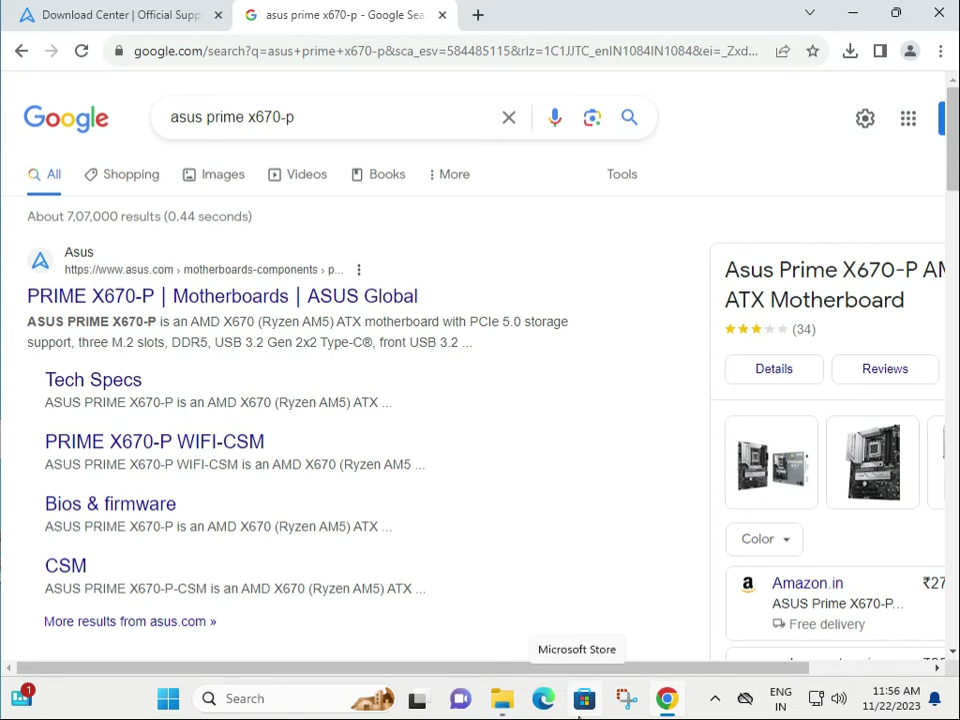 Download Center | Official Supp
asus prime x670-p - Google Sea
google.com/search?q=asus+prime+x670-p&sca_esv=584485115&rlz=1C1JJTC_enIN1084IN1084&ei=_Zxd...
Google
asus prime x670-p
All
Shopping
Images
Videos
Books
More
Tools
About 7,07,000 results (0.44 seconds)
Asus
https://www.asus.com › motherboards-components › p...
PRIME X670-P | Motherboards | ASUS Global
ASUS PRIME X670-P is an AMD X670 (Ryzen AM5) ATX motherboard with PCIe 5.0 storage
support, three M.2 slots, DDR5, USB 3.2 Gen 2x2 Type-C®, front USB 3.2 ...
Tech Specs
ASUS PRIME X670-P is an AMD X670 (Ryzen AM5) ATX ...
PRIME X670-P WIFI-CSM
ASUS PRIME X670-P WIFI-CSM is an AMD X670 (Ryzen AM5 ...
Bios & firmware
ASUS PRIME X670-P is an AMD X670 (Ryzen AM5) ATX ...
CSM
ASUS PRIME X670-P-CSM is an AMD X670 (Ryzen AM5) ATX ...
More results from asus.com »
Asus Prime X670-P AM
ATX Motherboard
(34)
Details
Reviews
Color
a
Amazon.in
₹27
ASUS Prime X670-P...
Free delivery
Microsoft Store
1
Search
ENG
IN
11:56 AM
11/22/2023